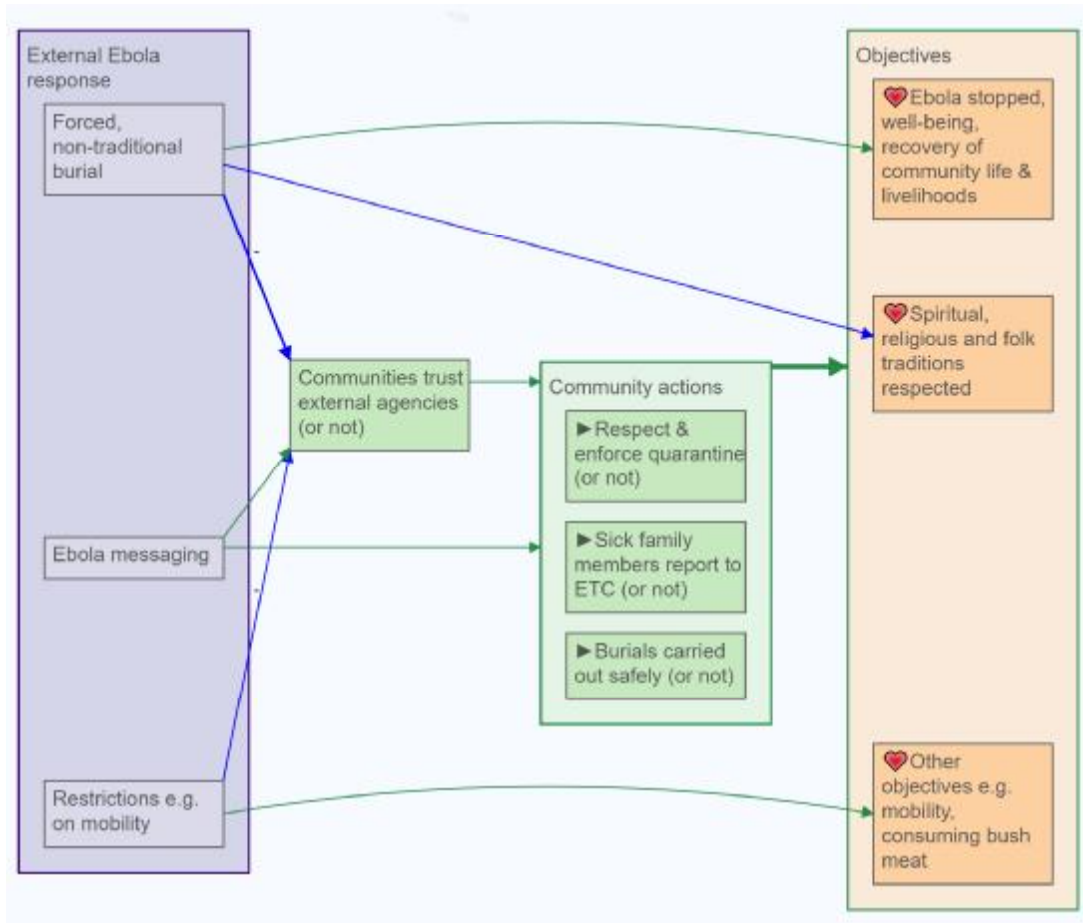 External Ebola
response
Forced,
non-traditional
burial
-
Communities trust
external agencies
(or not)
Ebola messaging
-
Restrictions e.g.
on mobility
Community actions
►Respect &
enforce quarantine
(or not)
►Sick family
members report to
ETC (or not)
►Burials carried
out safely (or not)
Objectives
Ebola stopped,
well-being,
recovery of
community life &
livelihoods
Spiritual,
religious and folk
traditions
respected
Other
objectives e.g.
mobility,
consuming bush
meat